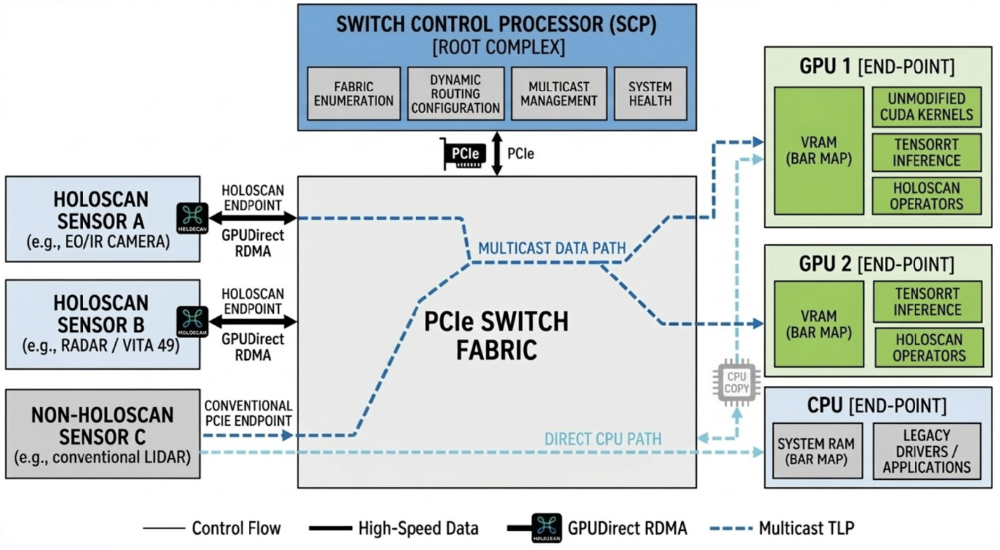 SWITCH CONTROL PROCESSOR (SCP)
[ROOT COMPLEX]
FABRIC
ENUMERATION
DYNAMIC
ROUTING
CONFIGURATION
MULTICAST
MANAGEMENT
SYSTEM
HEALTH
PCIe
PCIe
HOLOSCAN
SENSOR A
(e.g., EO/IR CAMERA)
HOLOSCAN
ENDPOINT
GPUDirect
RDMA
HOLOSCAN
SENSOR B
(e.g., RADAR / VITA 49)
HOLOSCAN
ENDPOINT
GPUDirect
RDMA
NON-HOLOSCAN
SENSOR C
(e.g., conventional LIDAR)
CONVENTIONAL
PCIE ENDPOINT
MULTICAST DATA PATH
PCIe SWITCH
FABRIC
DIRECT CPU PATH
GPU 1 [END-POINT]
VRAM
(BAR MAP)
UNMODIFIED
CUDA KERNELS
TENSORRT
INFERENCE
HOLOSCAN
OPERATORS
GPU 2 [END-POINT]
VRAM
(BAR MAP)
TENSORRT
INFERENCE
HOLOSCAN
OPERATORS
CPU
COPY
CPU [END-POINT]
SYSTEM RAM
(BAR MAP)
LEGACY
DRIVERS /
APPLICATIONS
Control Flow
High-Speed Data
GPUDirect RDMA
Multicast TLP